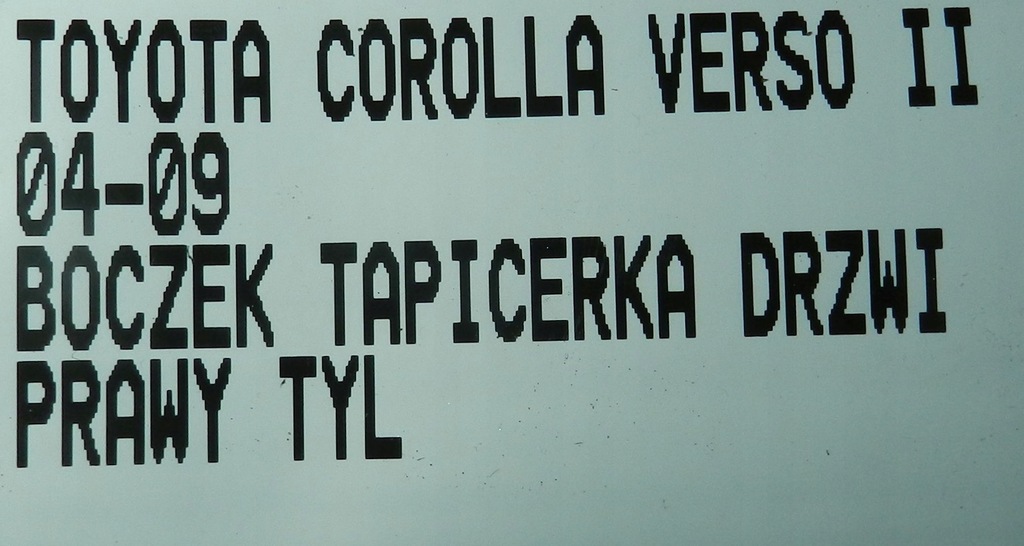 TOYOTA COROLLA VERSO II
04-09
BOCZEK TAPICERKA DRZWI
PRAWY TYL